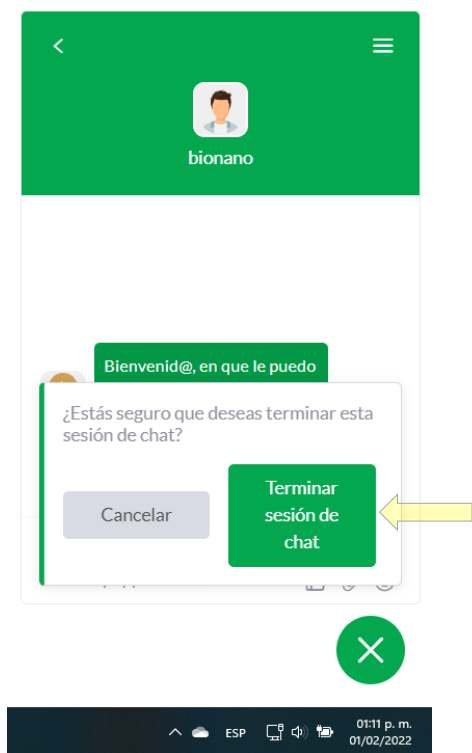 bionano
Bienvenid@, en que le puedo
¿Estás seguro que deseas terminar esta
sesión de chat?
Cancelar
Terminar
sesión de
chat
ESP
01:11 p. m.
01/02/2022